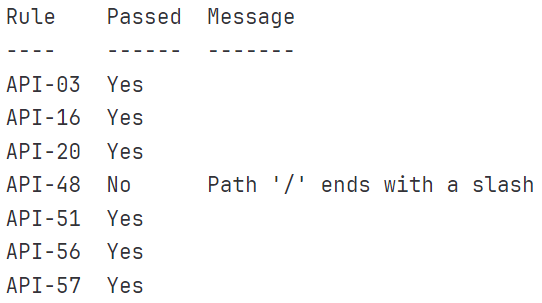 Rule    Passed  Message
----    ------  -------
API-03  Yes
API-16  Yes
API-20  Yes
API-48  No      Path '/' ends with a slash
API-51  Yes
API-56  Yes
API-57  Yes